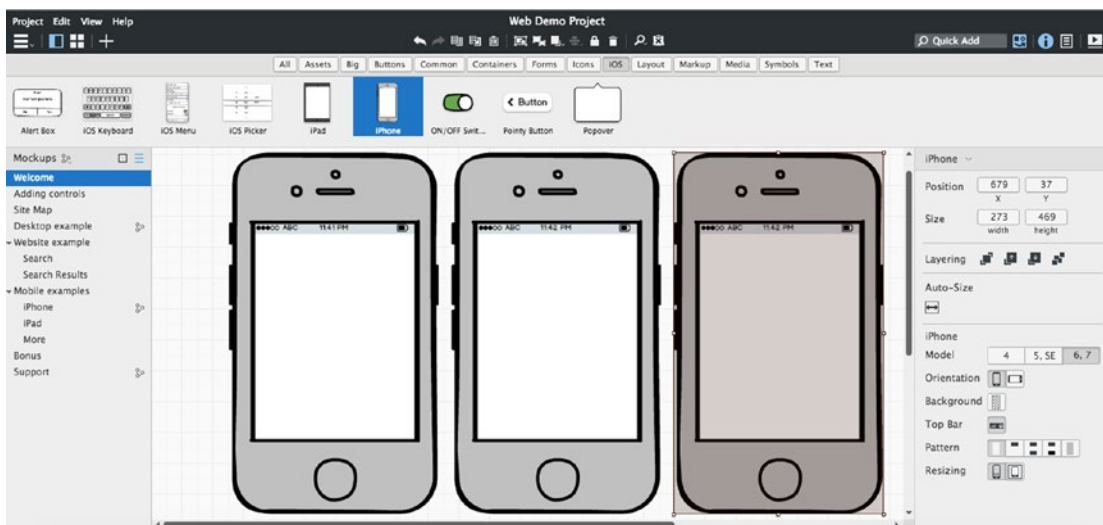 Project Edit View Help
Web Demo Project
Quick Add
All Assets Big Buttons Common Containers Forms Icons iOS Layout Markup Media Symbols Text
Button
Alert Box iOS Keyboard iOS Menu iOS Picker iPad iPhone ON/OFF Swit... Pointy Button Popover
Mockups
Welcome
Adding controls
Site Map
Desktop example
Website example
Search
Search Results
Mobile examples
iPhone
iPad
More
Bonus
Support
ABC 11:41 PM
ABC 11:42 PM
ABC 11:42 PM
iPhone
Position 679 37
X Y
Size 273 469
width height
Layering
Auto-Size
iPhone
Model 4 5, SE 6, 7
Orientation
Background
Top Bar
Pattern
Resizing